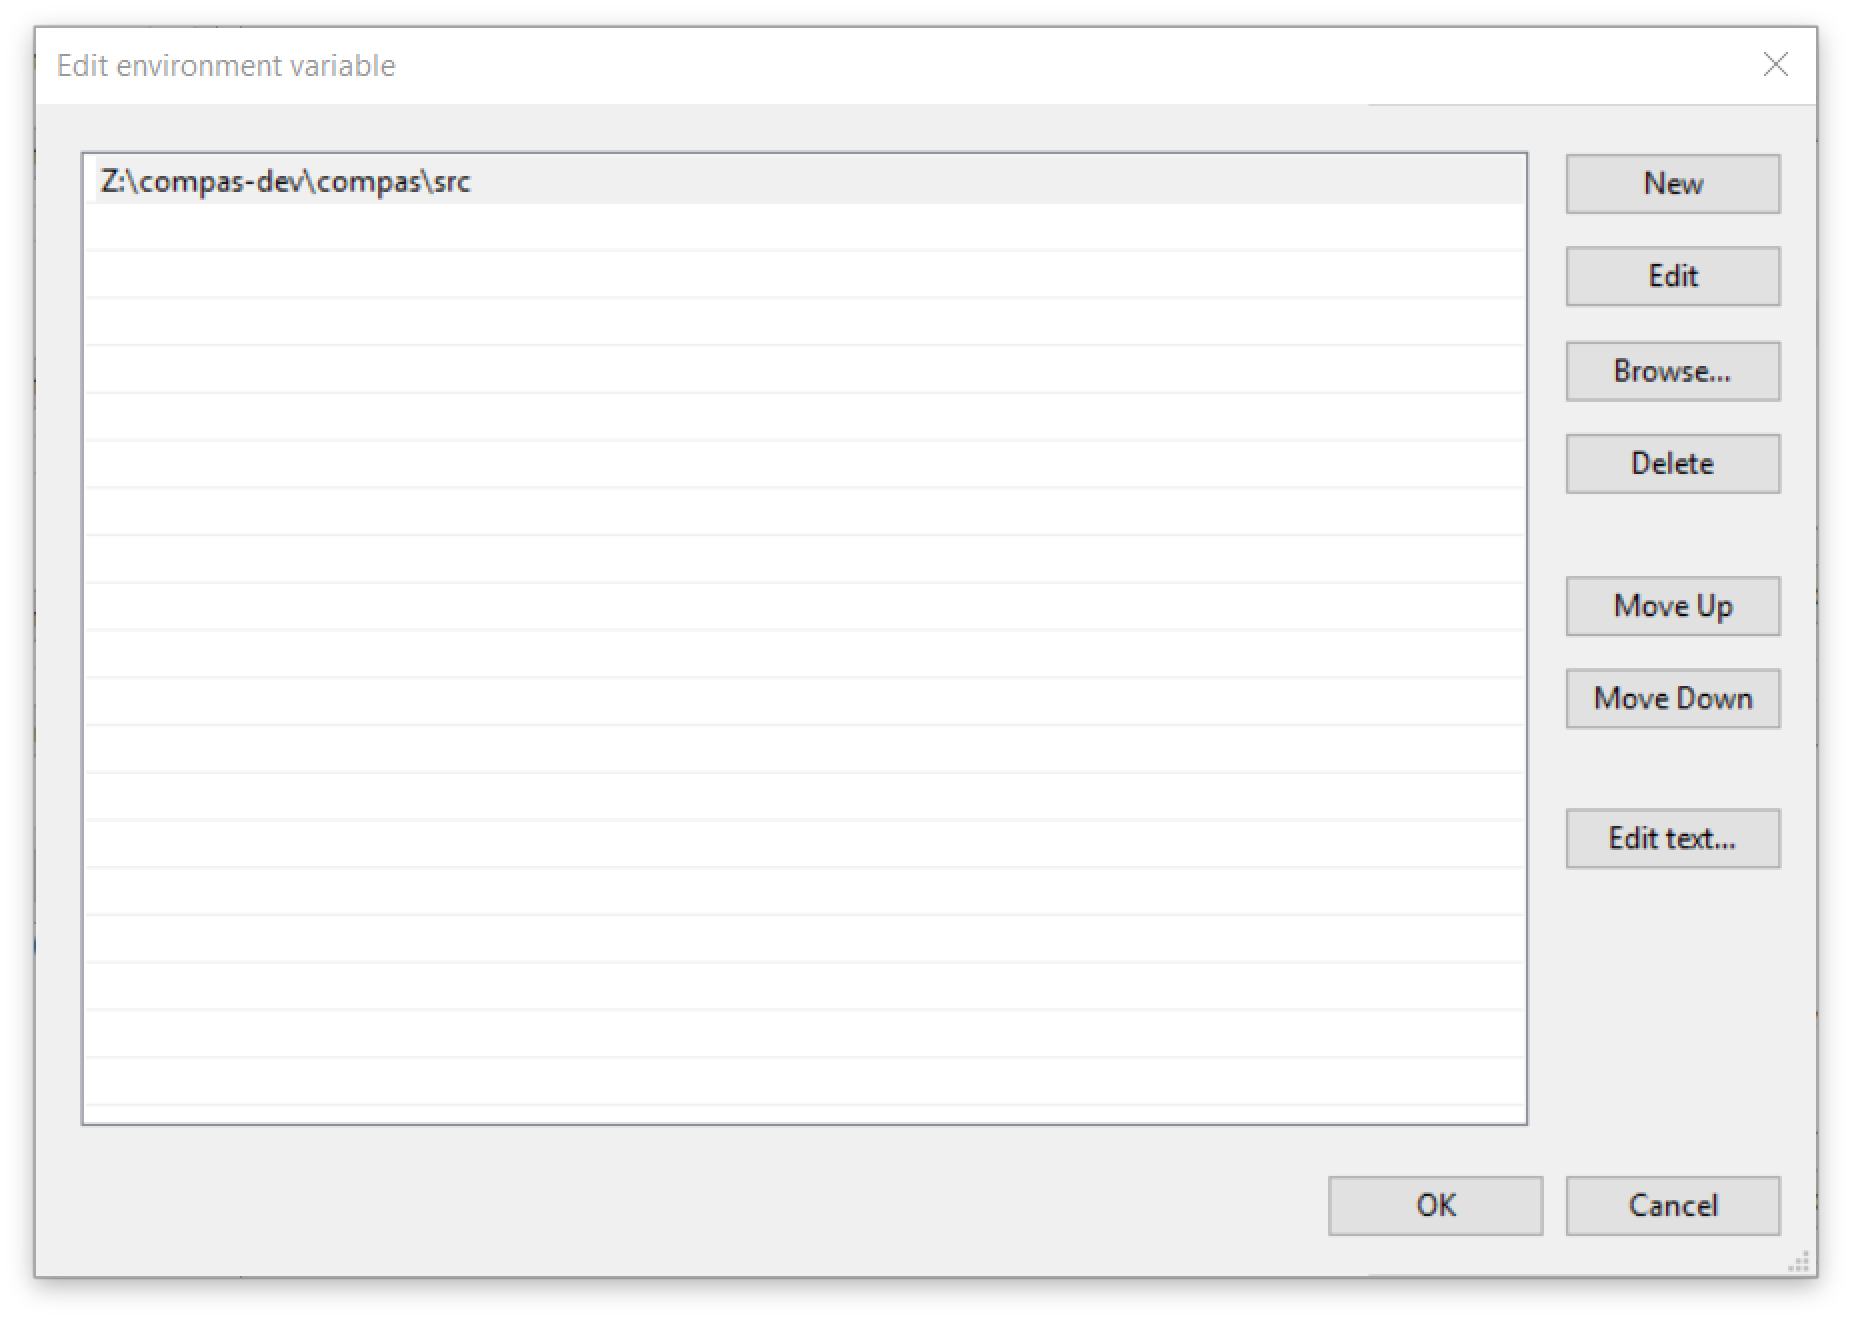 Edit environment variable
Z:\compas-dev\compas\src
New
Edit
Browse...
Delete
Move Up
Move Down
Edit text...
OK
Cancel